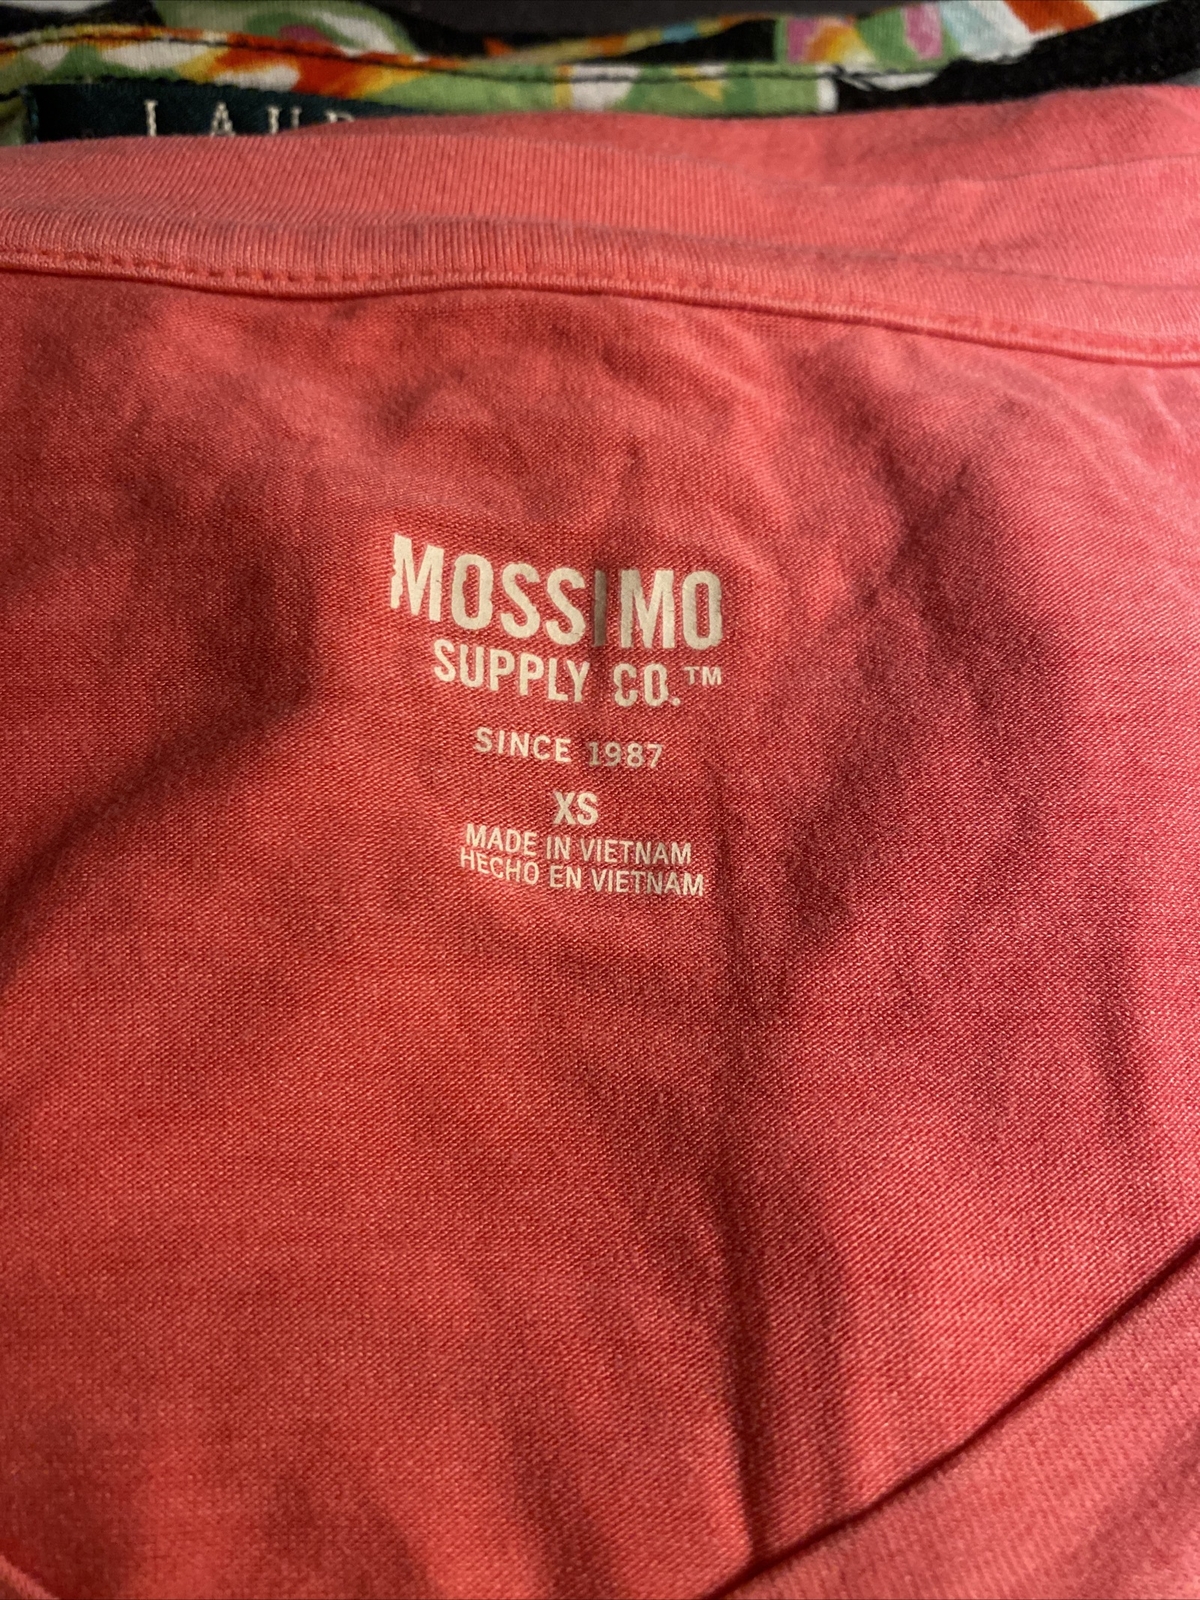 MOSSIMO
SUPPLY CO.™
SINCE 1987
XS
MADE IN VIETNAM
HECHO EN VIETNAM